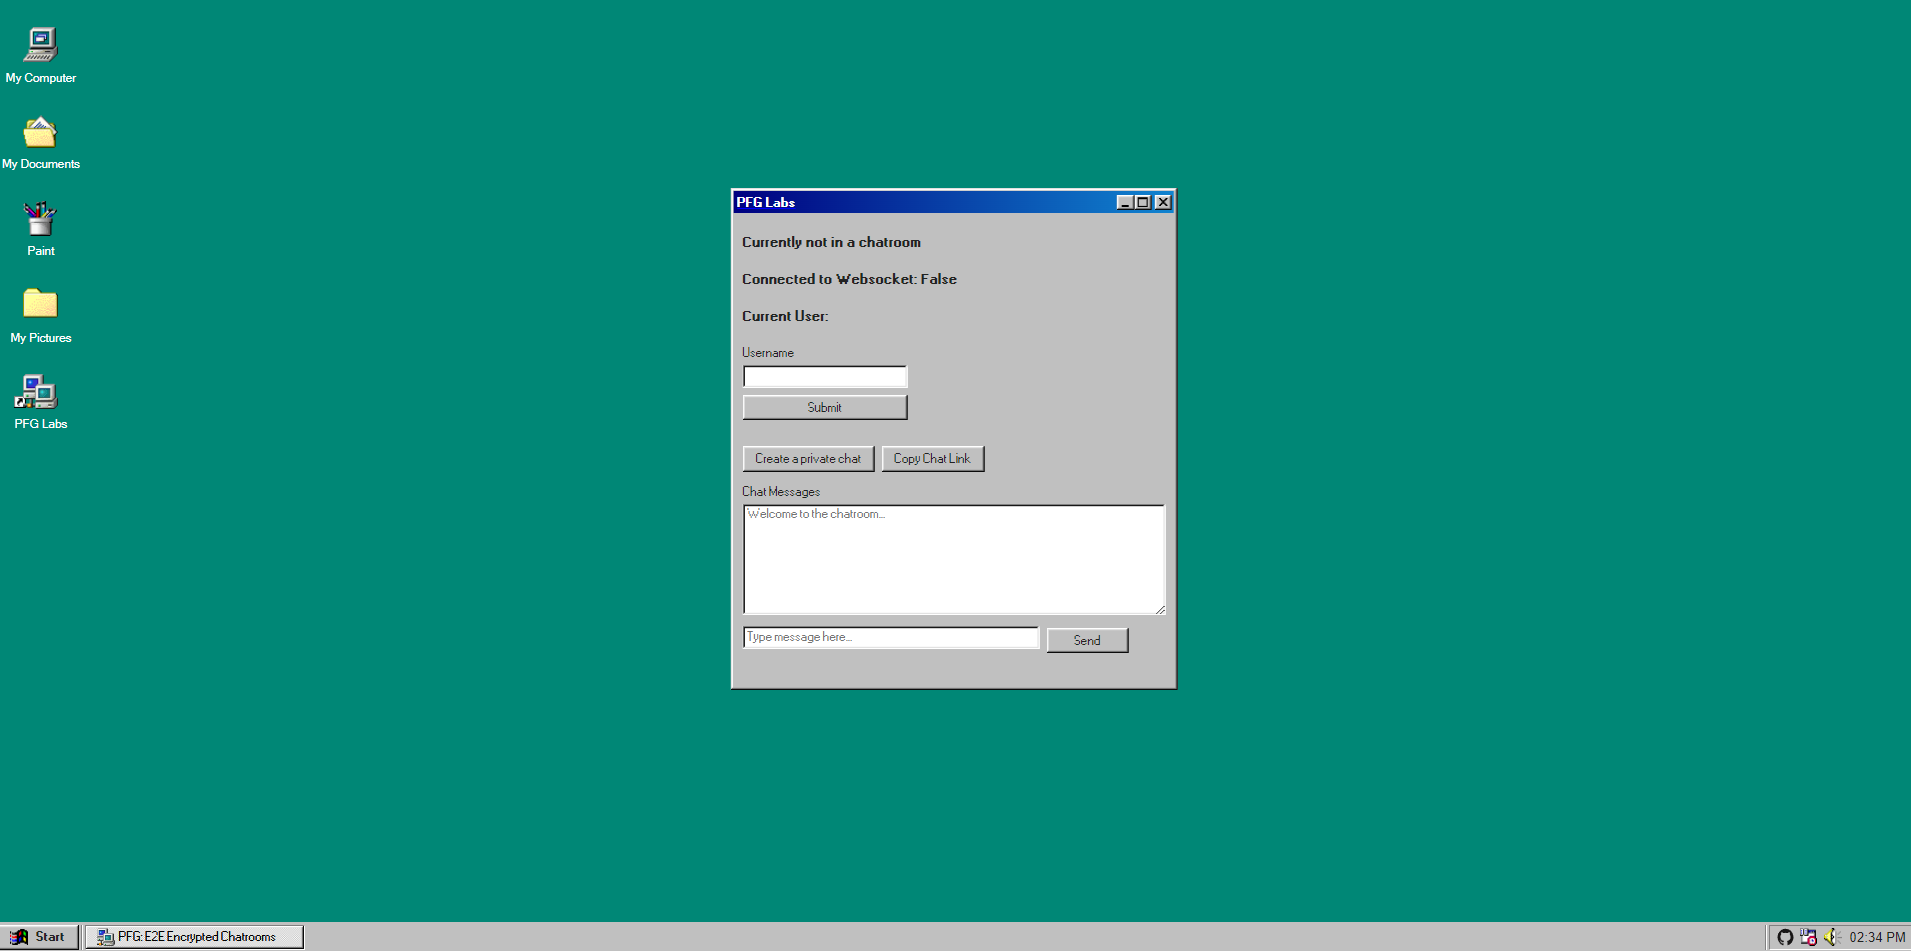 My Computer
My Documents
Paint
My Pictures
PFG Labs
PFG Labs
Currently not in a chatroom
Connected to Websocket: False
Current User:
Username
Submit
Create a private chat
Copy Chat Link
Chat Messages
Welcome to the chatroom...
Type message here...
Send
Start
PFG: E2E Encrypted Chatrooms
02:34 PM